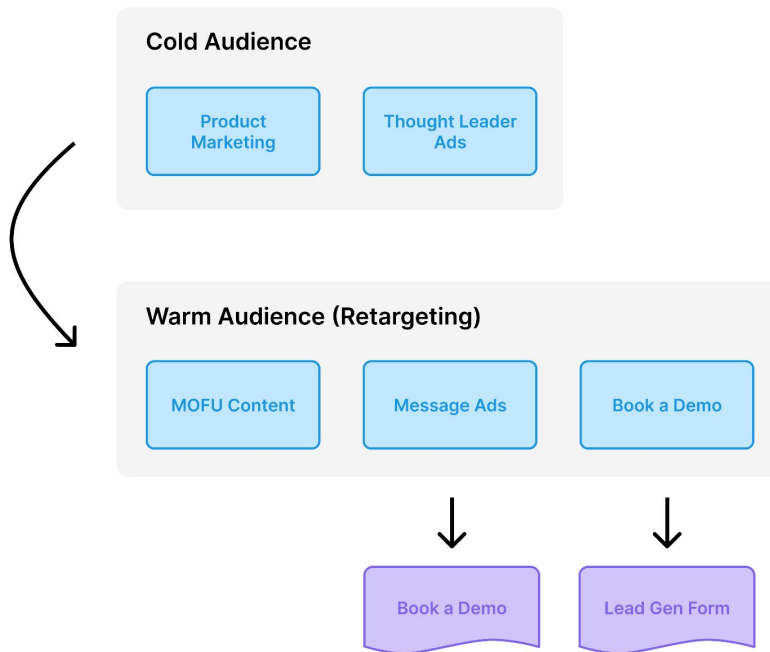 Cold Audience
Product
Marketing
Thought Leader
Ads
Warm Audience (Retargeting)
MOFU Content
Message Ads
Book a Demo
Book a Demo
Lead Gen Form